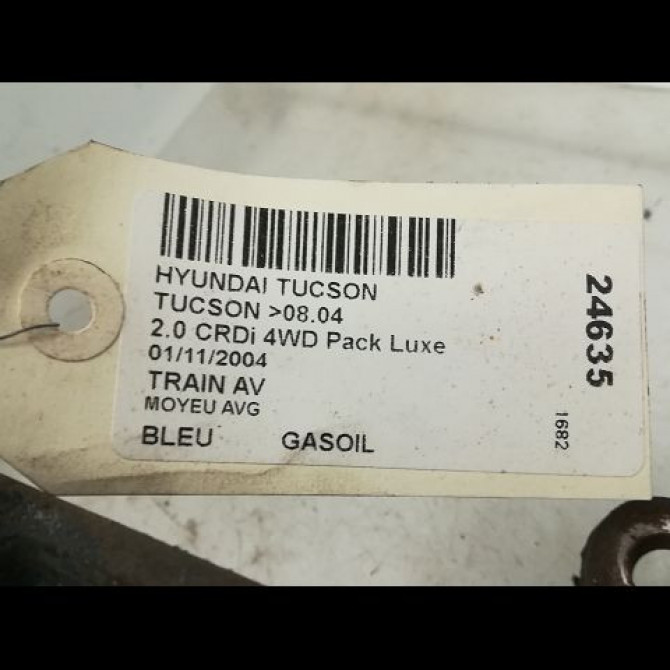 HYUNDAI TUCSON
TUCSON >08.04
2.0 CRDi 4WD Pack Luxe
01/11/2004
TRAIN AV
MOYEU AVG
BLEU GASOIL
24635
1682